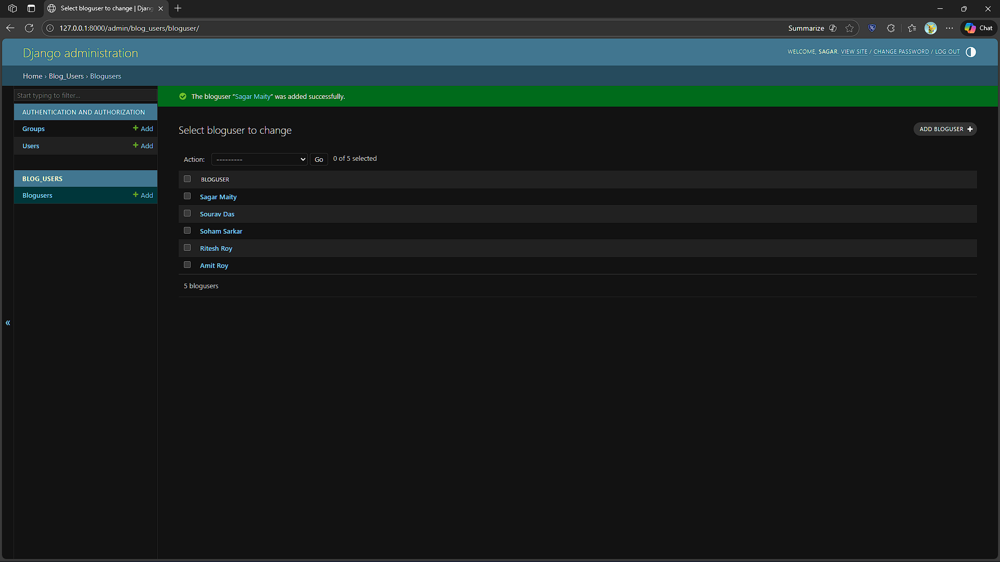 Select bloguser to change | Djang
127.0.0.1:8000/admin/blog_users/bloguser/
Summarize
Chat
Django administration
WELCOME, SAGAR. VIEW SITE / CHANGE PASSWORD / LOG OUT
Home › Blog_Users › Blogusers
Start typing to filter...
AUTHENTICATION AND AUTHORIZATION
Groups + Add
Users + Add
BLOG_USERS
Blogusers + Add
«
The bloguser “Sagar Maity” was added successfully.
Select bloguser to change
ADD BLOGUSER +
Action: --------- Go 0 of 5 selected
BLOGUSER
Sagar Maity
Sourav Das
Soham Sarkar
Ritesh Roy
Amit Roy
5 blogusers